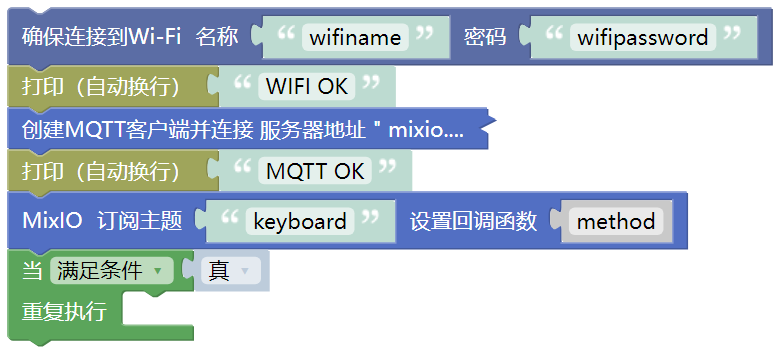 确保连接到Wi-Fi 名称 “ wifiname ” 密码 “ wifipassword ”
打印（自动换行） “ WIFI OK ”
创建MQTT客户端并连接 服务器地址 " mixio....
打印（自动换行） “ MQTT OK ”
MixIO 订阅主题 “ keyboard ” 设置回调函数 method
当 满足条件 真
重复执行